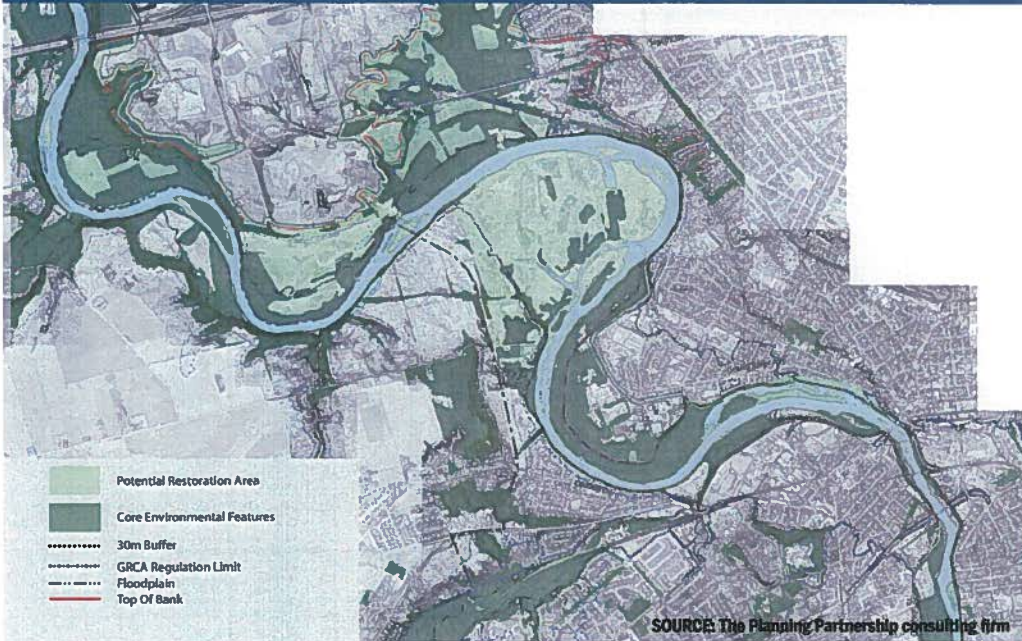 Potential Restoration Area
Core Environmental Features
30m Buffer
GRCA Regulation Limit
Floodplain
Top Of Bank
SOURCE: The Planning Partnership consulting firm